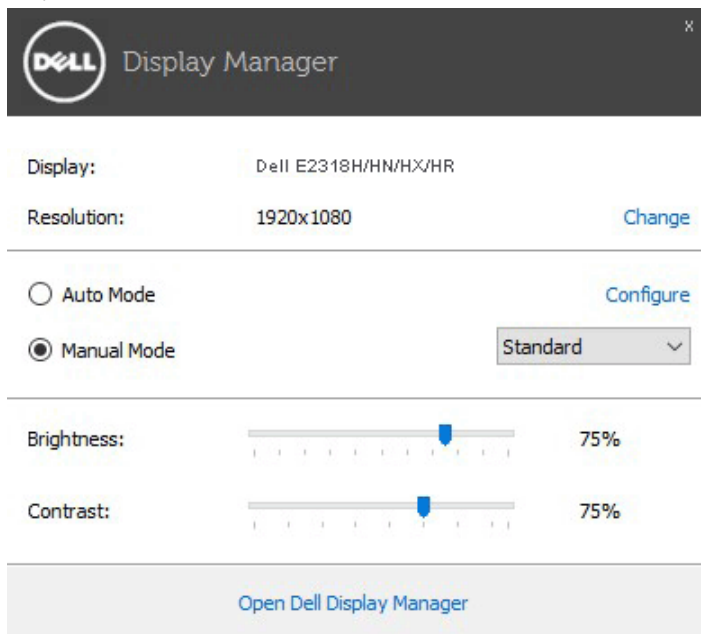 x
DELL Display Manager
Display: Dell E2318H/HN/HX/HR
Resolution: 1920x1080 Change
Auto Mode Configure
Manual Mode Standard
Brightness: 75%
Contrast: 75%
Open Dell Display Manager